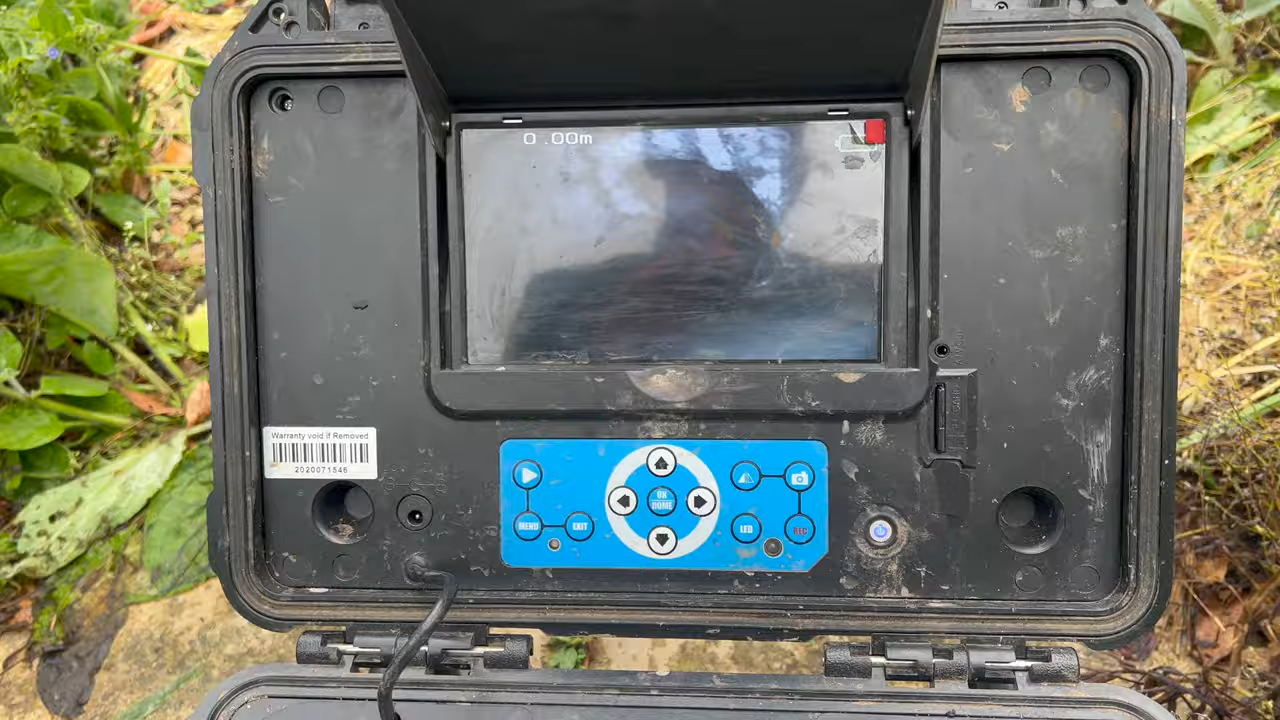 0.00m
Warranty void if Removed
2020071546
OK
HOME
MENU
EXIT
LED
REC